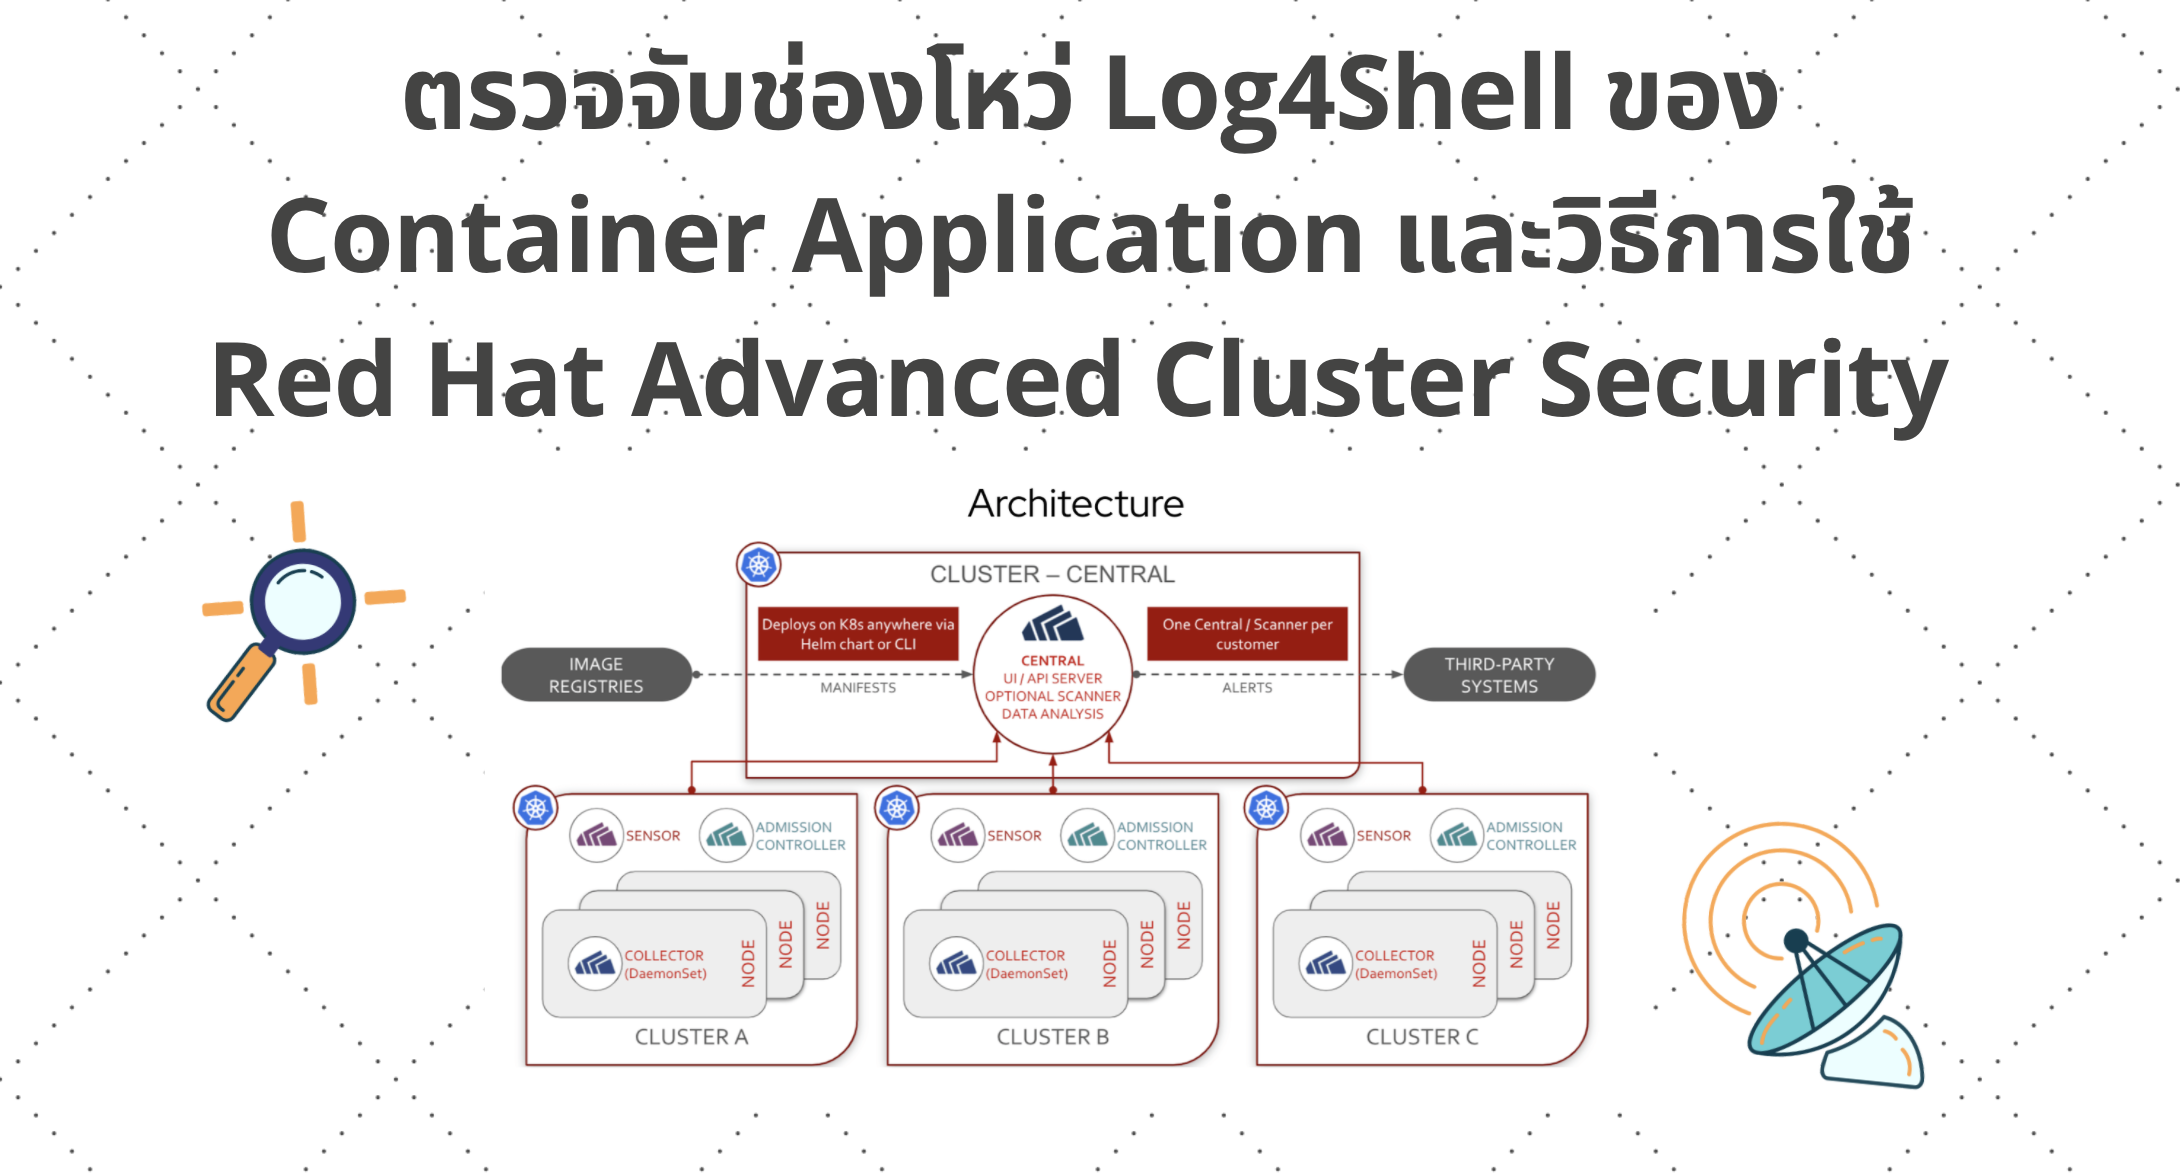 ตรวจจับช่องโหว่ Log4Shell ของ
Container Application และวิธีการใช้
Red Hat Advanced Cluster Security
Architecture
CLUSTER – CENTRAL
Deploys on K8s anywhere via
Helm chart or CLI
One Central / Scanner per
customer
IMAGE
REGISTRIES
MANIFESTS
CENTRAL
UI / API SERVER
OPTIONAL SCANNER
DATA ANALYSIS
ALERTS
THIRD-PARTY
SYSTEMS
SENSOR
ADMISSION
CONTROLLER
COLLECTOR
(DaemonSet)
NODE
NODE
NODE
CLUSTER A
SENSOR
ADMISSION
CONTROLLER
COLLECTOR
(DaemonSet)
NODE
NODE
NODE
CLUSTER B
SENSOR
ADMISSION
CONTROLLER
COLLECTOR
(DaemonSet)
NODE
NODE
NODE
CLUSTER C